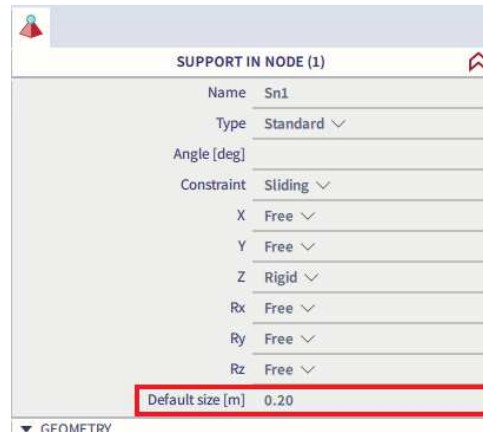 SUPPORT IN NODE (1)
Name Sn1
Type Standard
Angle [deg]
Constraint Sliding
X Free
Y Free
Z Rigid
Rx Free
Ry Free
Rz Free
Default size [m] 0.20
GEOMETRY